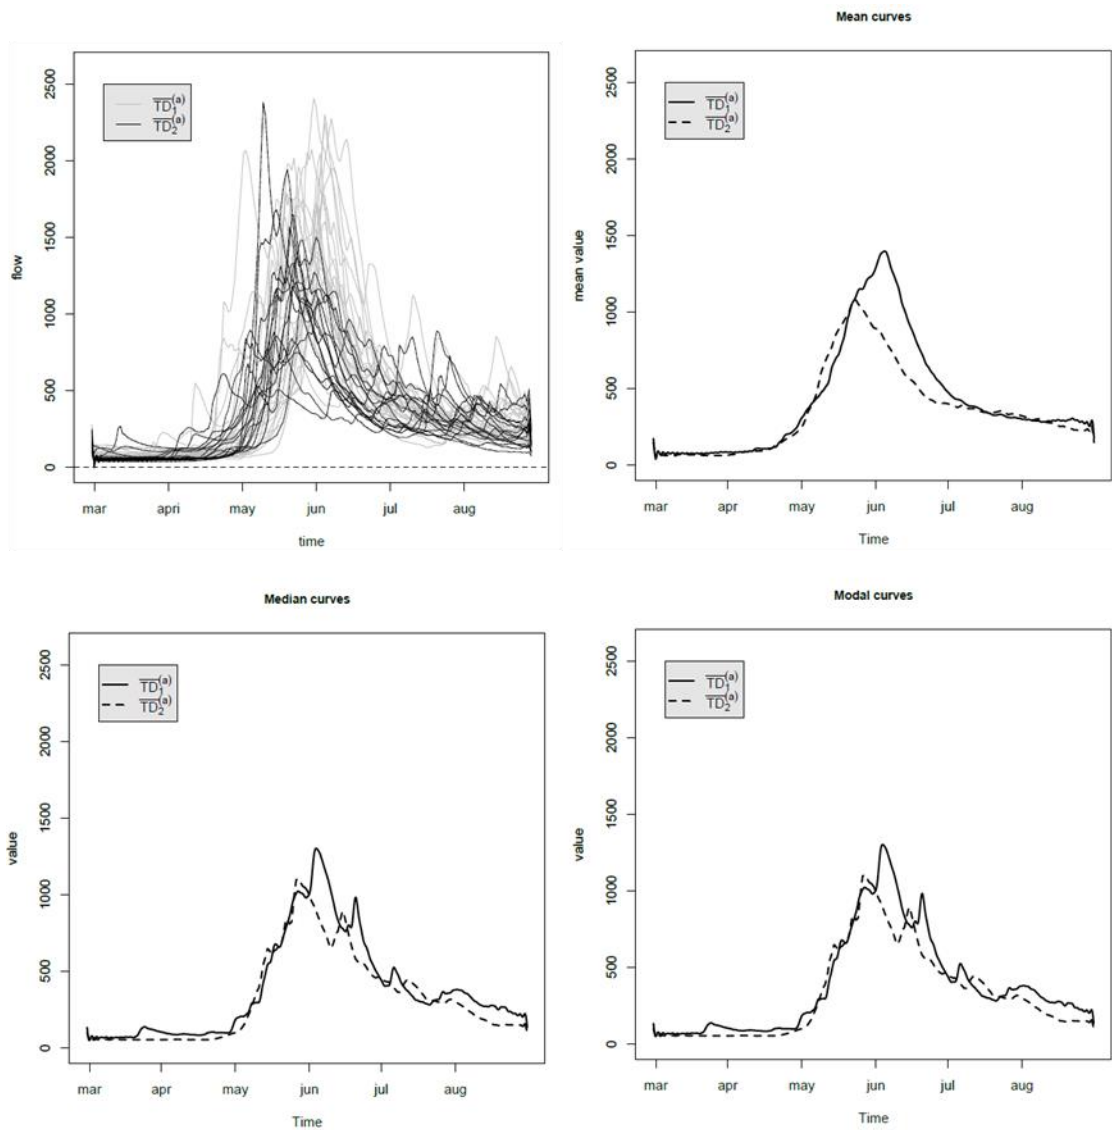 flow
2500
2000
1500
1000
500
0
TD₁⁽ᵃ⁾
TD₂⁽ᵃ⁾
mar apri may jun jul aug
time
Mean curves
mean value
2500
2000
1500
1000
500
0
TD₁⁽ᵃ⁾
TD₂⁽ᵃ⁾
mar apr may jun jul aug
Time
Median curves
value
2500
2000
1500
1000
500
0
TD₁⁽ᵃ⁾
TD₂⁽ᵃ⁾
mar apr may jun jul aug
Time
Modal curves
value
2500
2000
1500
1000
500
0
TD₁⁽ᵃ⁾
TD₂⁽ᵃ⁾
mar apr may jun jul aug
Time